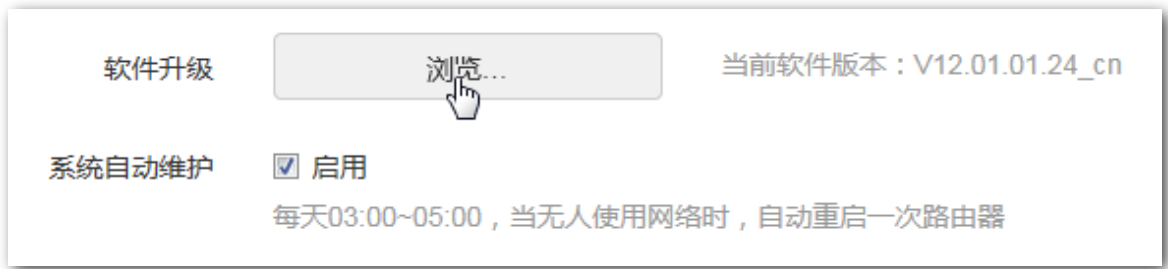 软件升级 浏览... 当前软件版本：V12.01.01.24_cn
系统自动维护 启用
每天03:00~05:00，当无人使用网络时，自动重启一次路由器